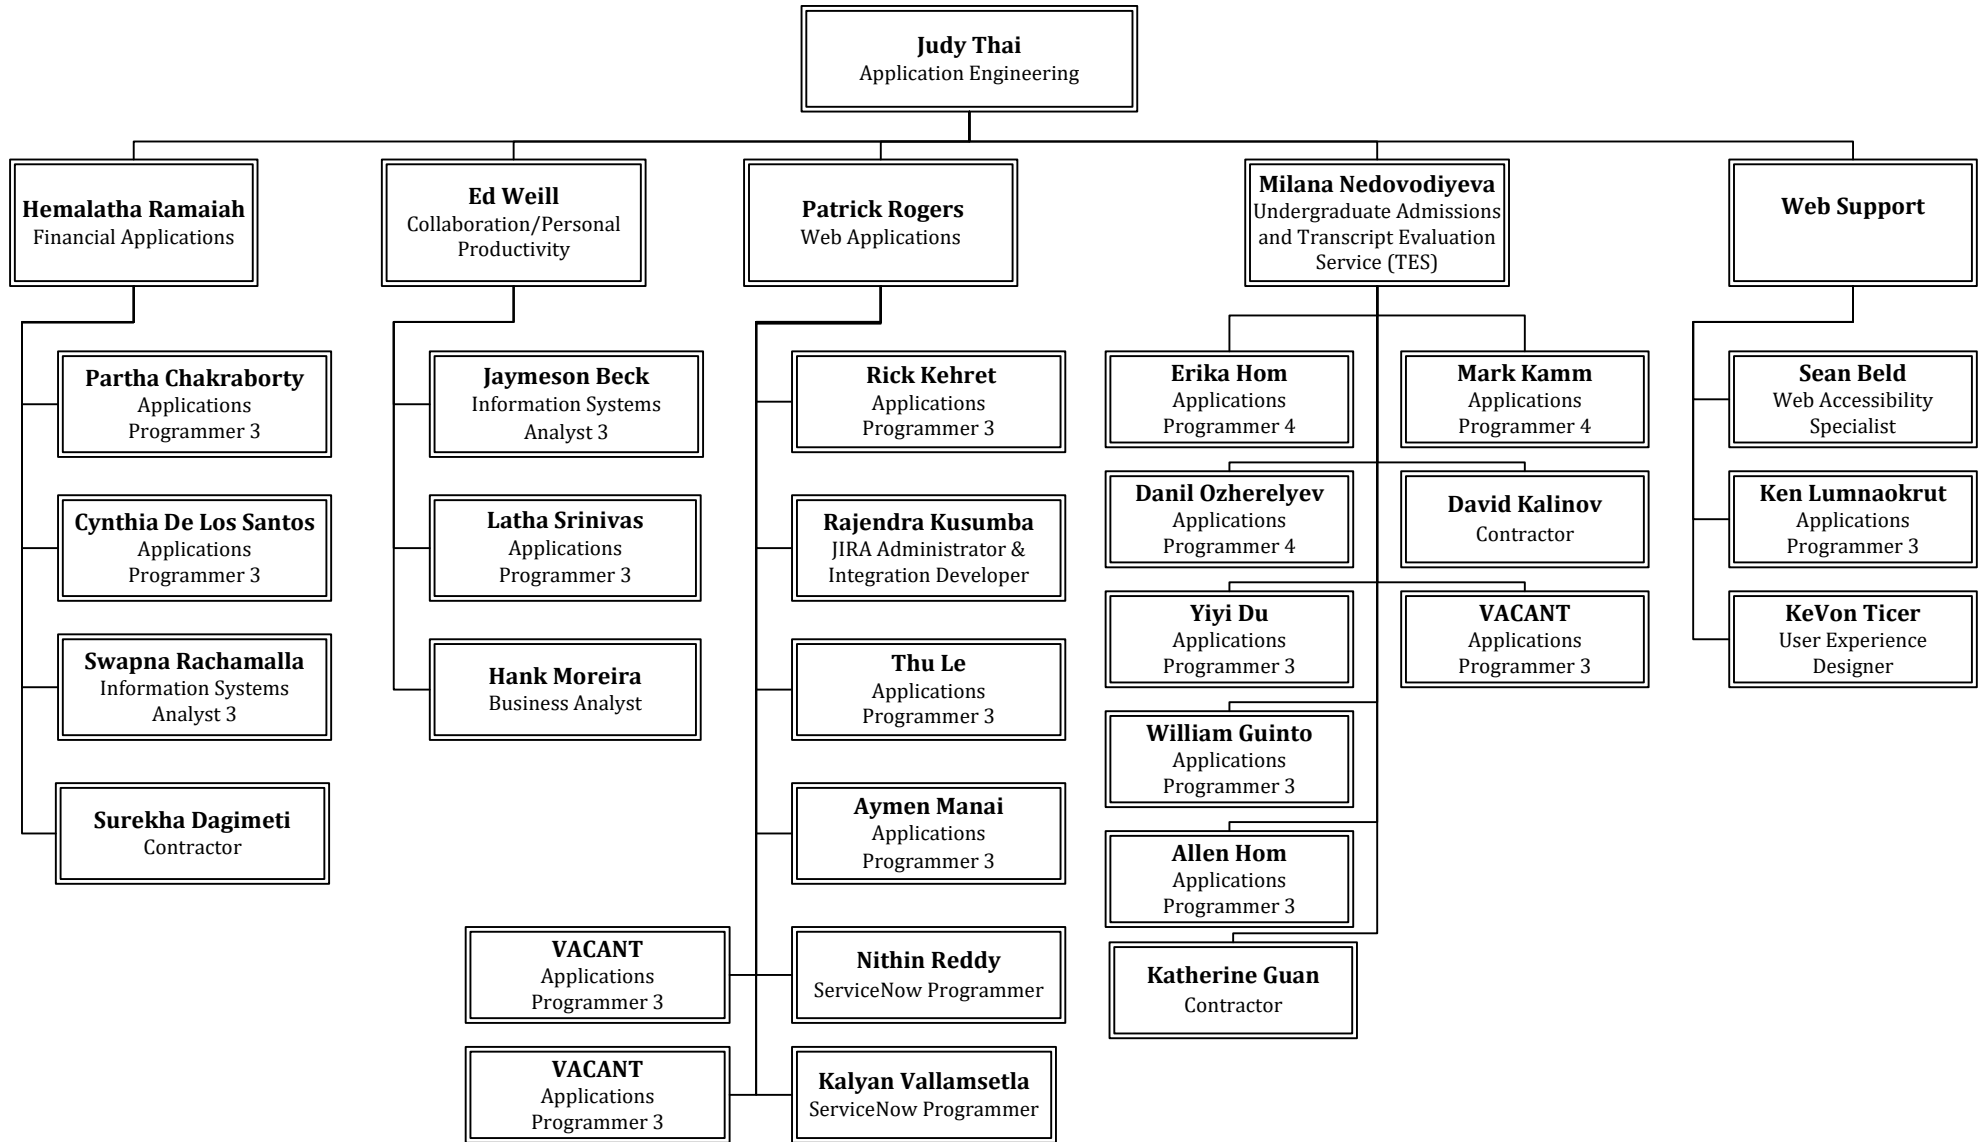 Judy Thai
Application Engineering
Hemalatha Ramaiah
Financial Applications
Ed Weill
Collaboration/Personal
Productivity
Patrick Rogers
Web Applications
Milana Nedovodiyeva
Undergraduate Admissions
and Transcript Evaluation
Service (TES)
Web Support
Partha Chakraborty
Applications
Programmer 3
Cynthia De Los Santos
Applications
Programmer 3
Swapna Rachamalla
Information Systems
Analyst 3
Surekha Dagimeti
Contractor
Jaymeson Beck
Information Systems
Analyst 3
Latha Srinivas
Applications
Programmer 3
Hank Moreira
Business Analyst
Rick Kehret
Applications
Programmer 3
Rajendra Kusumba
JIRA Administrator &
Integration Developer
Thu Le
Applications
Programmer 3
Aymen Manai
Applications
Programmer 3
VACANT
Applications
Programmer 3
Nithin Reddy
ServiceNow Programmer
VACANT
Applications
Programmer 3
Kalyan Vallamsetla
ServiceNow Programmer
Erika Hom
Applications
Programmer 4
Mark Kamm
Applications
Programmer 4
Danil Ozherelyev
Applications
Programmer 4
David Kalinov
Contractor
Yiyi Du
Applications
Programmer 3
VACANT
Applications
Programmer 3
William Guinto
Applications
Programmer 3
Allen Hom
Applications
Programmer 3
Katherine Guan
Contractor
Sean Beld
Web Accessibility
Specialist
Ken Lumnaokrut
Applications
Programmer 3
KeVon Ticer
User Experience
Designer